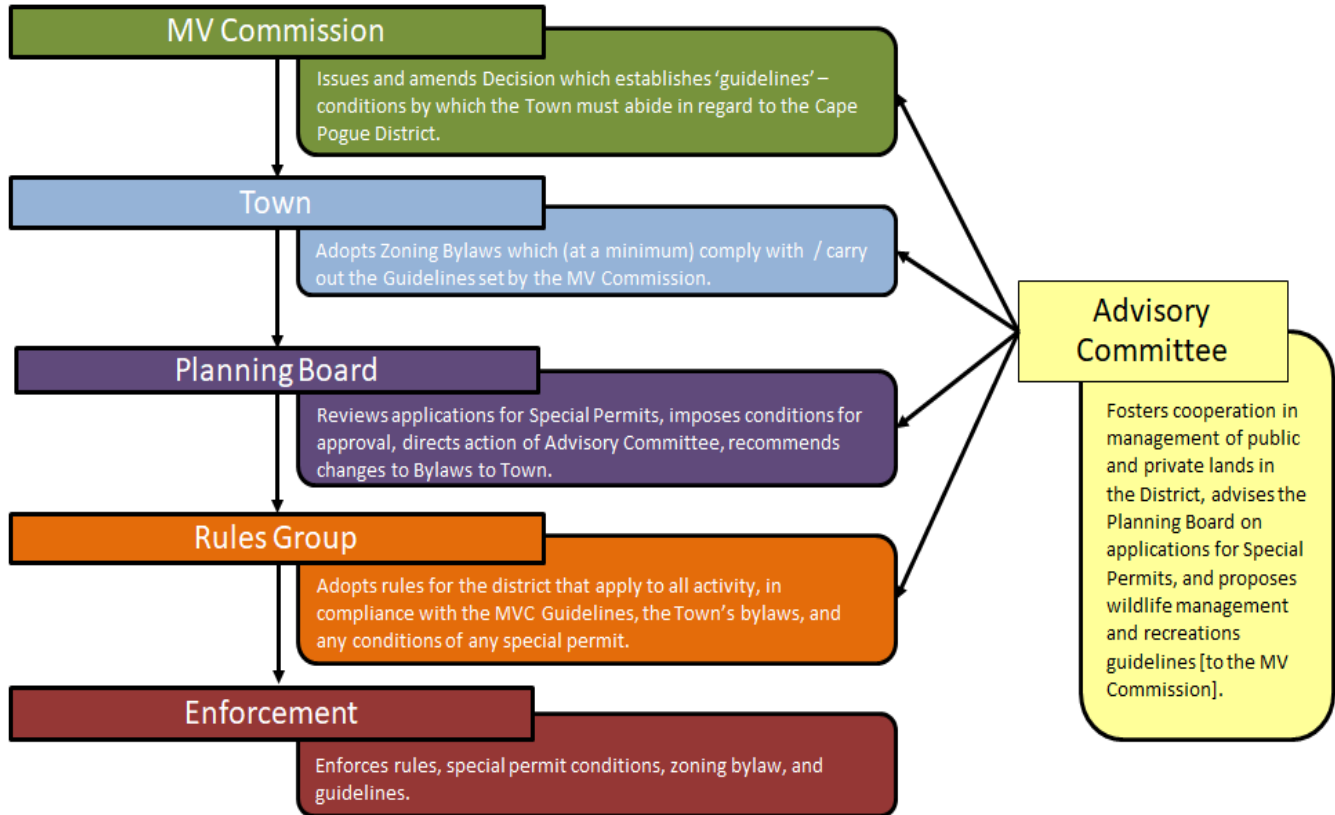 MV Commission
Issues and amends Decision which establishes ‘guidelines’ –
conditions by which the Town must abide in regard to the Cape
Pogue District.
Town
Adopts Zoning Bylaws which (at a minimum) comply with / carry
out the Guidelines set by the MV Commission.
Planning Board
Reviews applications for Special Permits, imposes conditions for
approval, directs action of Advisory Committee, recommends
changes to Bylaws to Town.
Rules Group
Adopts rules for the district that apply to all activity, in
compliance with the MVC Guidelines, the Town’s bylaws, and
any conditions of any special permit.
Enforcement
Enforces rules, special permit conditions, zoning bylaw, and
guidelines.
Advisory
Committee
Fosters cooperation in
management of public
and private lands in
the District, advises the
Planning Board on
applications for Special
Permits, and proposes
wildlife management
and recreations
guidelines [to the MV
Commission].